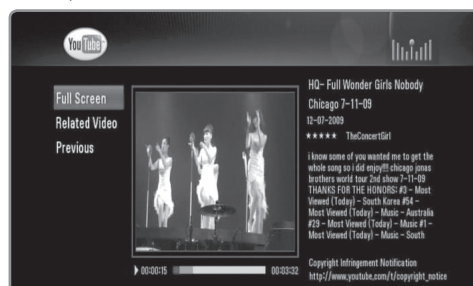 YouTube
Full Screen
Related Video
Previous
HQ- Full Wonder Girls Nobody
Chicago 7-11-09
12-07-2009
★★★★★ TheConcertGirl
i know some of you wanted me to get the
whole song so i did enjoy!!!! chicago jonas
brothers world tour 2nd show 7-11-09
THANKS FOR THE HONORS: #3 - Most
Viewed (Today) - South Korea #54 -
Most Viewed (Today) - Music - Australia
#29 - Most Viewed (Today) - Music #1 -
Most Viewed (Today) - Music - South
00:00:15 00:03:32
Copyright Infringement Notification
http://www.youtube.com/t/copyright_notice